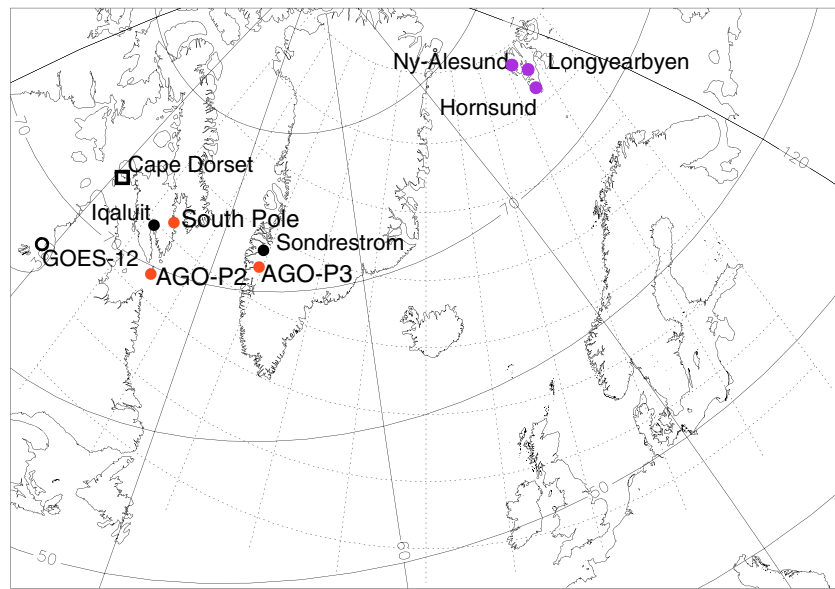 Ny-Ålesund
Longyearbyen
Hornsund
70
120
Cape Dorset
Iqaluit
South Pole
70
Sondrestrom
GOES-12
AGO-P2
AGO-P3
60
50
60